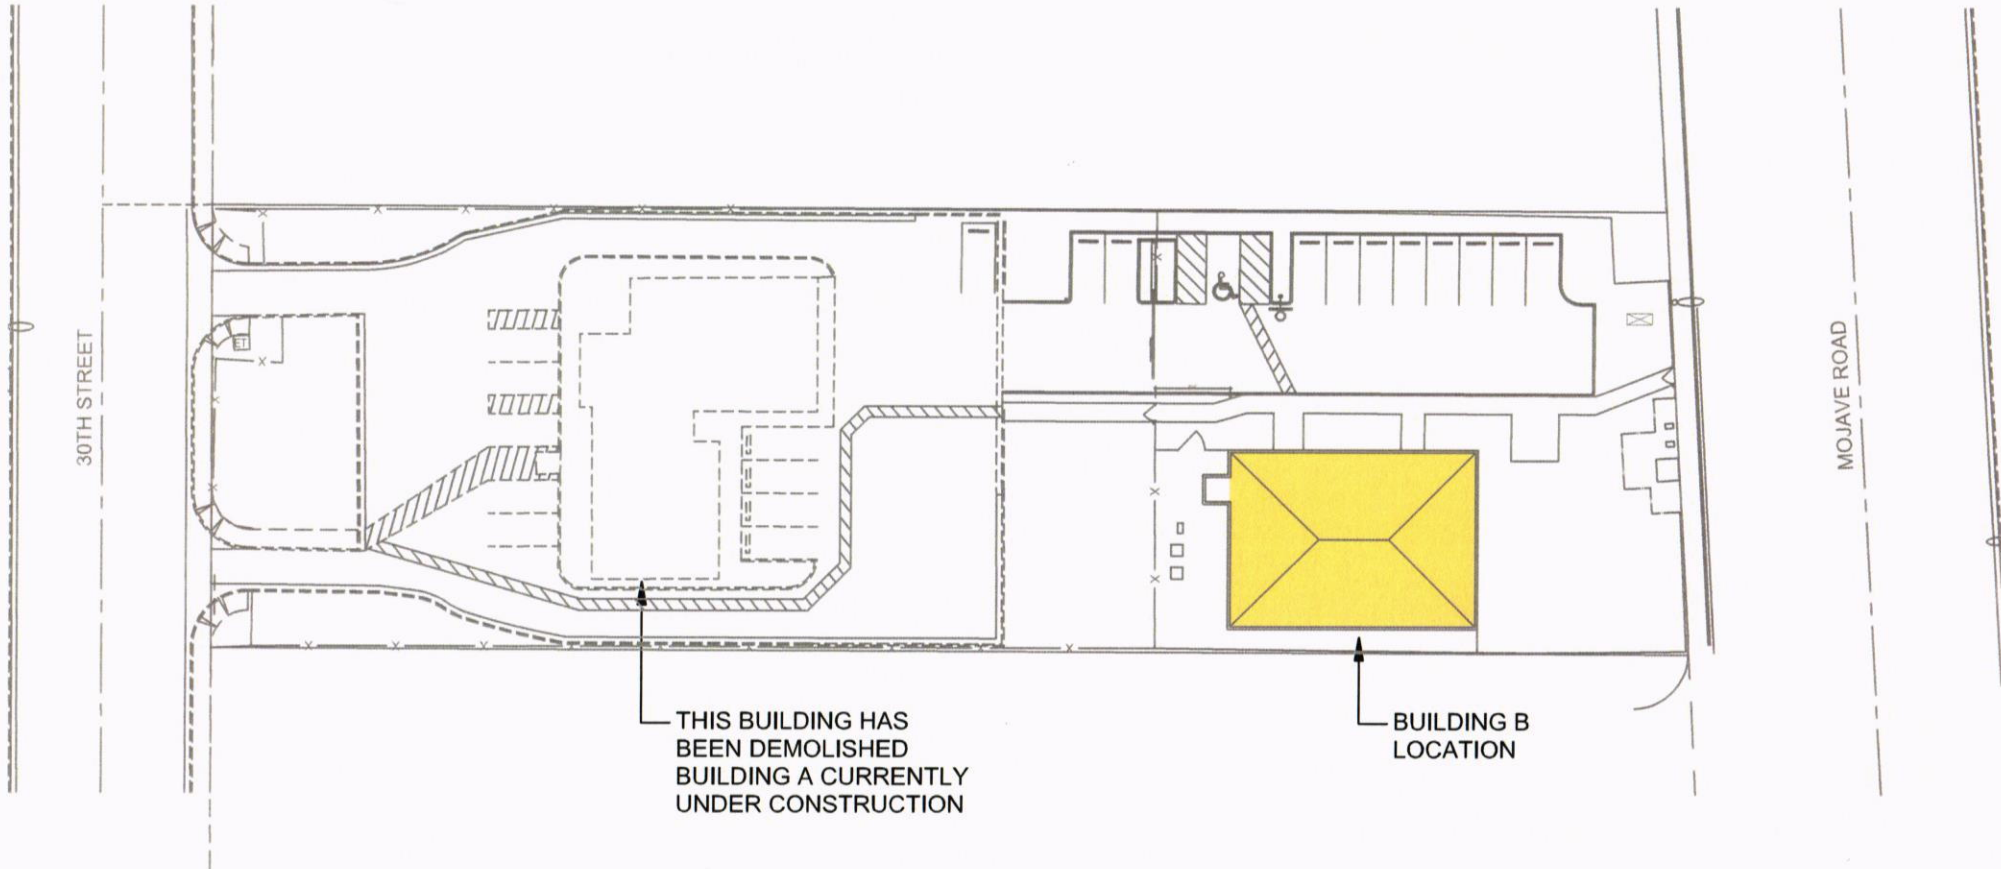 30TH STREET
MOJAVE ROAD
THIS BUILDING HAS
BEEN DEMOLISHED
BUILDING A CURRENTLY
UNDER CONSTRUCTION
BUILDING B
LOCATION